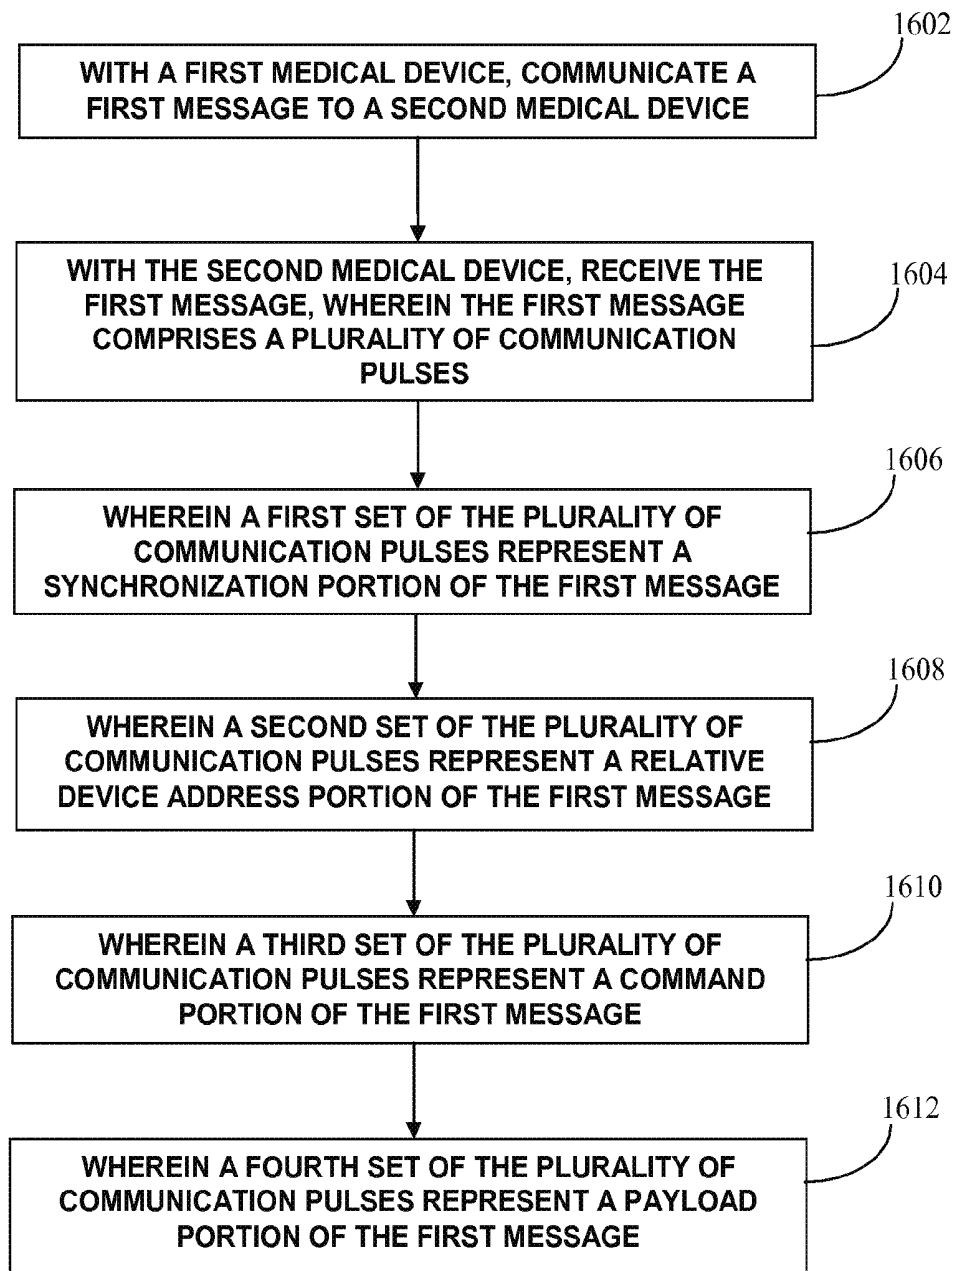 1602
WITH A FIRST MEDICAL DEVICE, COMMUNICATE A
FIRST MESSAGE TO A SECOND MEDICAL DEVICE
1604
WITH THE SECOND MEDICAL DEVICE, RECEIVE THE
FIRST MESSAGE, WHEREIN THE FIRST MESSAGE
COMPRISES A PLURALITY OF COMMUNICATION
PULSES
1606
WHEREIN A FIRST SET OF THE PLURALITY OF
COMMUNICATION PULSES REPRESENT A
SYNCHRONIZATION PORTION OF THE FIRST MESSAGE
1608
WHEREIN A SECOND SET OF THE PLURALITY OF
COMMUNICATION PULSES REPRESENT A RELATIVE
DEVICE ADDRESS PORTION OF THE FIRST MESSAGE
1610
WHEREIN A THIRD SET OF THE PLURALITY OF
COMMUNICATION PULSES REPRESENT A COMMAND
PORTION OF THE FIRST MESSAGE
1612
WHEREIN A FOURTH SET OF THE PLURALITY OF
COMMUNICATION PULSES REPRESENT A PAYLOAD
PORTION OF THE FIRST MESSAGE